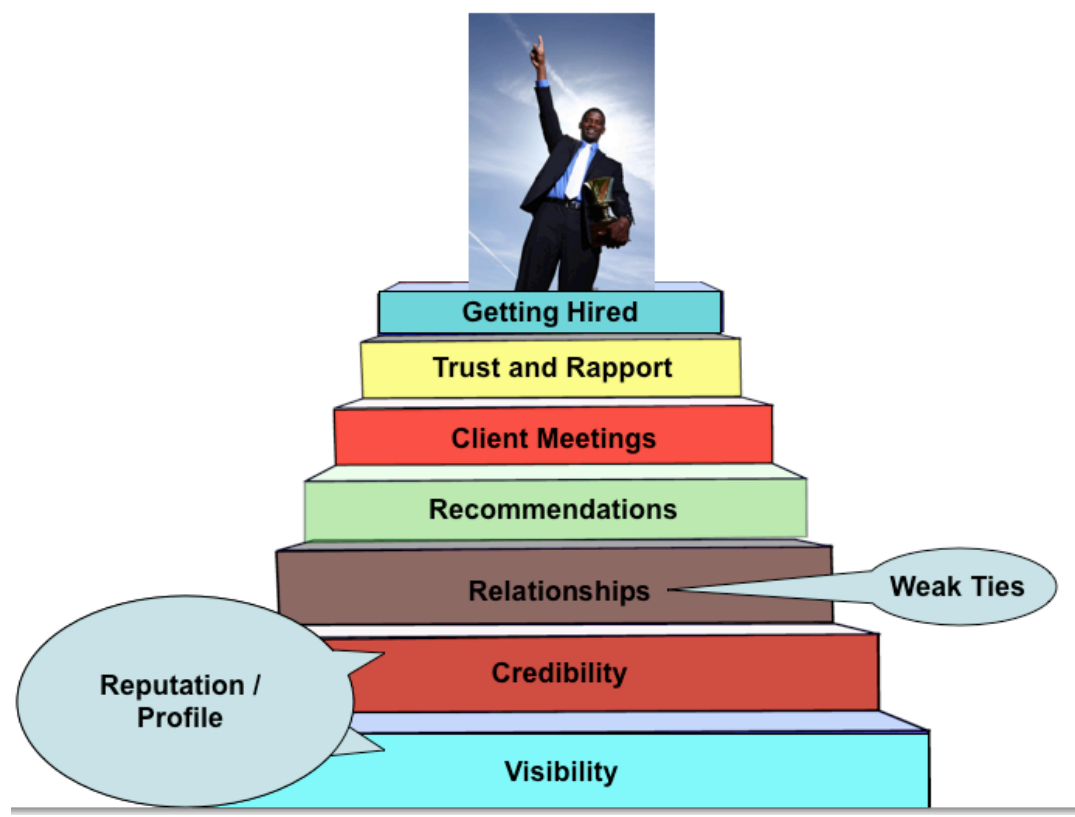 Getting Hired
Trust and Rapport
Client Meetings
Recommendations
Relationships
Weak Ties
Credibility
Reputation /
Profile
Visibility